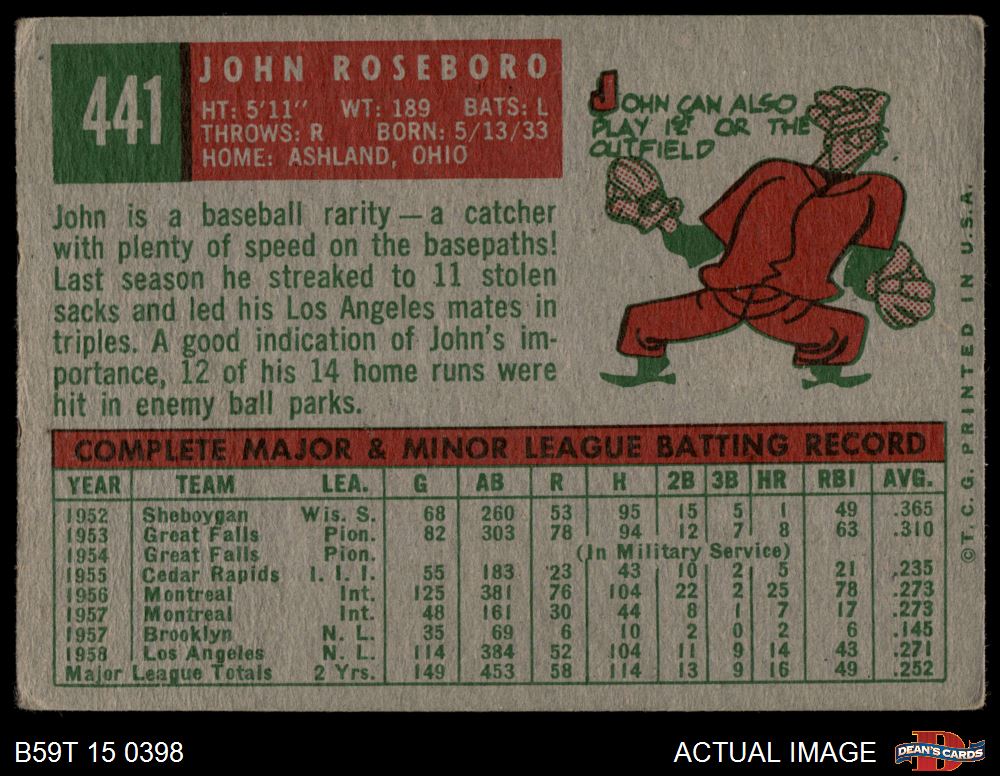 441
JOHN ROSEBORO
HT: 5'11" WT: 189 BATS: L
THROWS: R BORN: 5/13/33
HOME: ASHLAND, OHIO
JOHN CAN ALSO
PLAY 1ST OR THE
OUTFIELD
John is a baseball rarity — a catcher
with plenty of speed on the basepaths!
Last season he streaked to 11 stolen
sacks and led his Los Angeles mates in
triples. A good indication of John's im-
portance, 12 of his 14 home runs were
hit in enemy ball parks.
COMPLETE MAJOR & MINOR LEAGUE BATTING RECORD
YEAR TEAM LEA. G AB R H 2B 3B HR RBI AVG.
1952 Sheboygan Wis. S. 68 260 53 95 15 5 1 49 .365
1953 Great Falls Pion. 82 303 78 94 12 7 8 63 .310
1954 Great Falls Pion. (In Military Service)
1955 Cedar Rapids I. I. I. 55 183 23 43 10 2 5 21 .235
1956 Montreal Int. 125 381 76 104 22 2 25 78 .273
1957 Montreal Int. 48 161 30 44 8 1 7 17 .273
1957 Brooklyn N. L. 35 69 6 10 2 0 2 6 .145
1958 Los Angeles N. L. 114 384 52 104 11 9 14 43 .271
Major League Totals 2 Yrs. 149 453 58 114 13 9 16 49 .252
©T. C. G. PRINTED IN U.S.A.
B59T 15 0398
ACTUAL IMAGE
D
DEAN'S CARDS